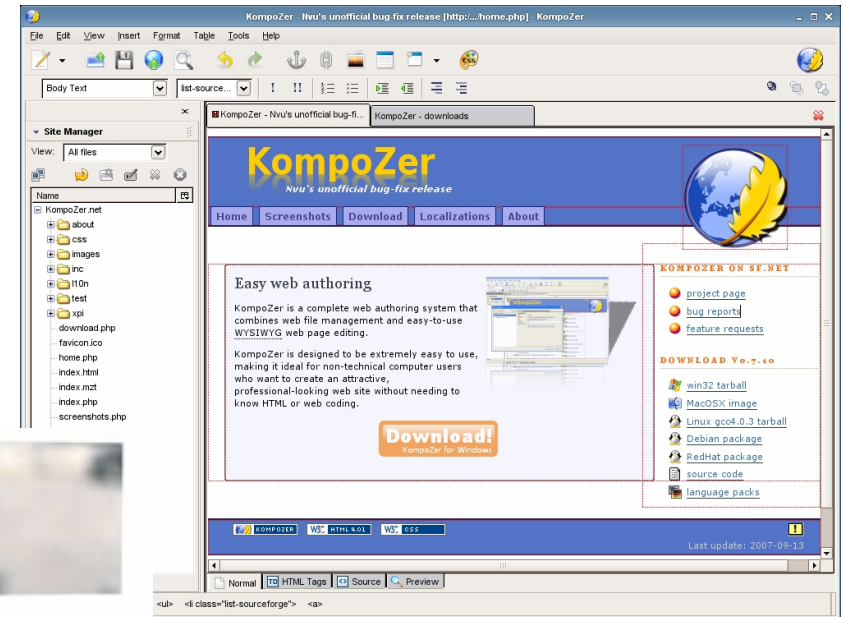 KompoZer - Nvu's unofficial bug-fix release [http:/.../home.php] - KompoZer
File Edit View Insert Format Table Tools Help
Body Text
list-source...
KompoZer - Nvu's unofficial bug-fi...
KompoZer - downloads
Site Manager
View: All files
Name
KompoZer.net
about
css
images
inc
l10n
test
xpi
download.php
favicon.ico
home.php
index.html
index.mzt
index.php
screenshots.php
KompoZer
Nvu's unofficial bug-fix release
Home Screenshots Download Localizations About
Easy web authoring
KompoZer is a complete web authoring system that
combines web file management and easy-to-use
WYSIWYG web page editing.
KompoZer is designed to be extremely easy to use,
making it ideal for non-technical computer users
who want to create an attractive,
professional-looking web site without needing to
know HTML or web coding.
Download!
KompoZer for Windows
KOMPOZER ON SF.NET
project page
bug reports
feature requests
DOWNLOAD V0.7.10
win32 tarball
MacOSX image
Linux gcc4.0.3 tarball
Debian package
RedHat package
source code
language packs
KOMPOZER
W3C HTML 4.01
W3C CSS
Last update: 2007-09-13
Normal HTML Tags Source Preview
<ul> <li class="list-sourceforge"> <a>